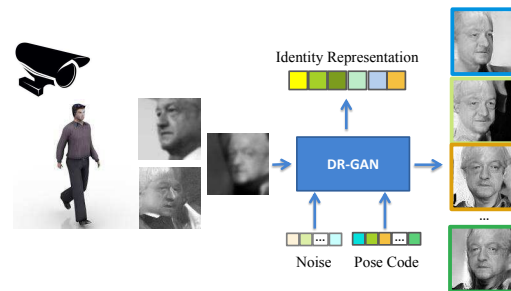 Identity Representation
DR-GAN
...
...
...
Noise
Pose Code